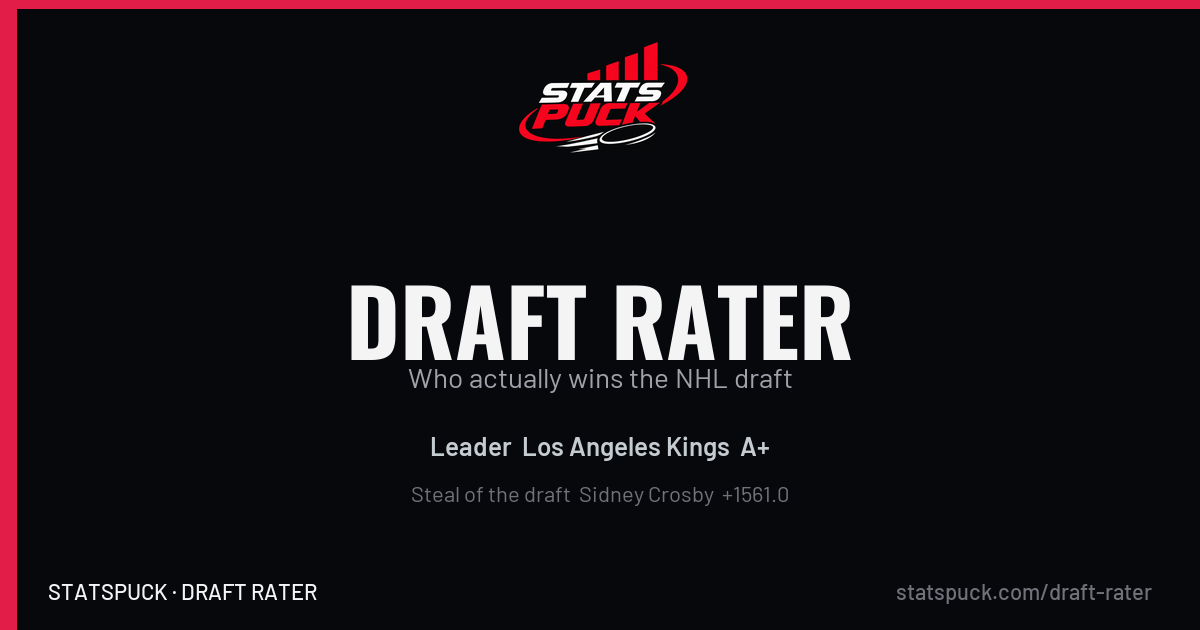 STATS
PUCK
DRAFT RATER
Who actually wins the NHL draft
Leader Los Angeles Kings A+
Steal of the draft Sidney Crosby +1561.0
STATSPUCK · DRAFT RATER
statspuck.com/draft-rater